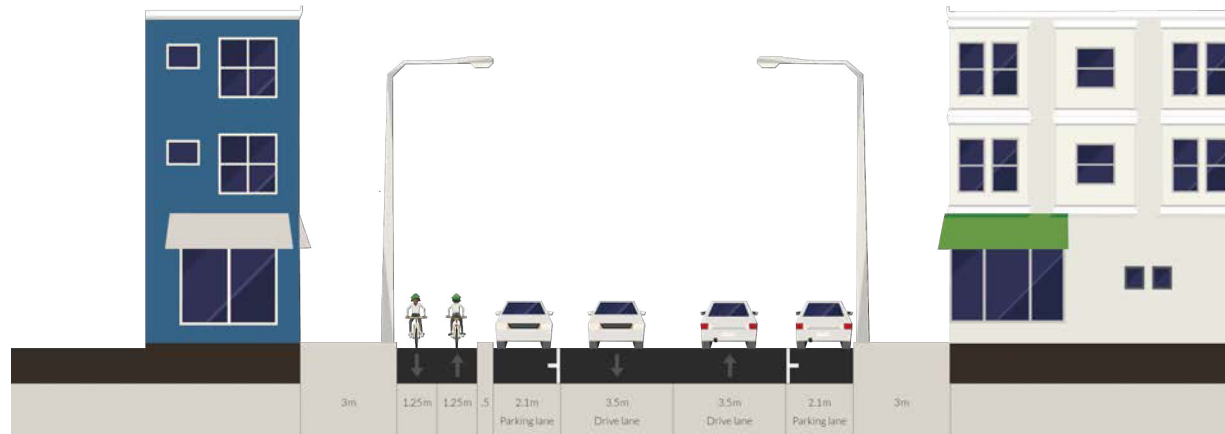 3m
1.25m
1.25m
.5
2.1m
Parking lane
3.5m
Drive lane
3.5m
Drive lane
2.1m
Parking lane
3m